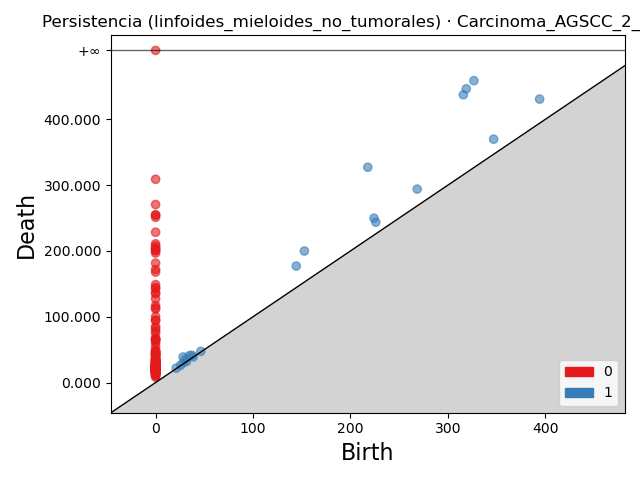 Persistencia (linfoides_mieloides_no_tumorales) · Carcinoma_AGSCC_2_
+∞
400.000
300.000
200.000
100.000
0.000
Death
0
1
0 100 200 300 400
Birth